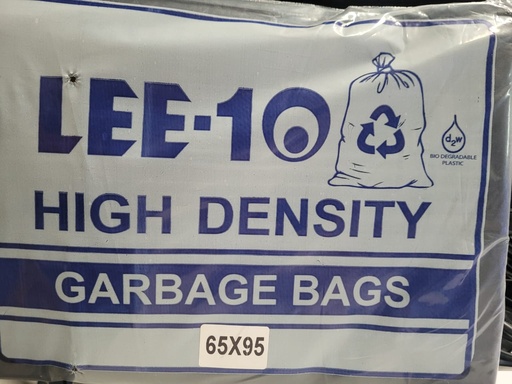 LEE-10
d2w
BIO DEGRADABLE
PLASTIC
HIGH DENSITY
GARBAGE BAGS
65X95